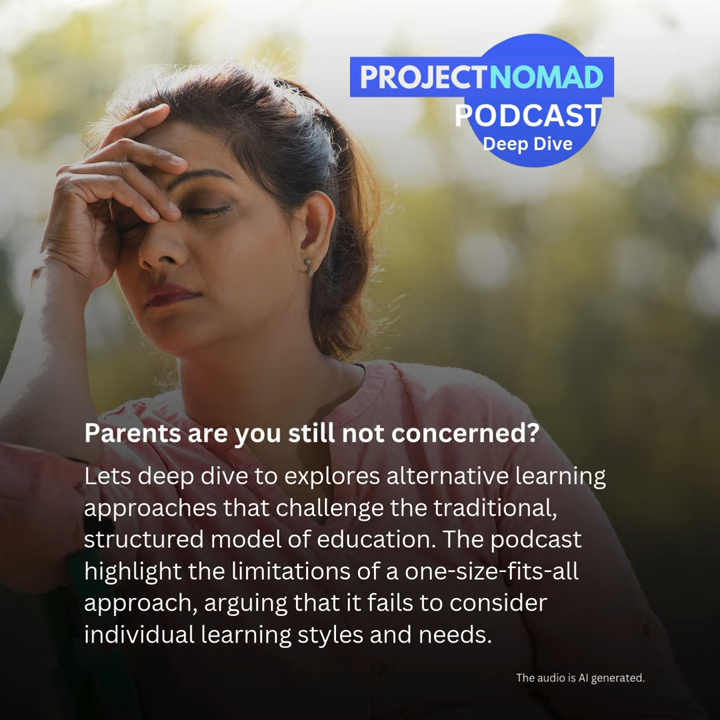 PROJECTNOMAD
PODCAST
Deep Dive
Parents are you still not concerned?
Lets deep dive to explores alternative learning
approaches that challenge the traditional,
structured model of education. The podcast
highlight the limitations of a one-size-fits-all
approach, arguing that it fails to consider
individual learning styles and needs.
The audio is AI generated.